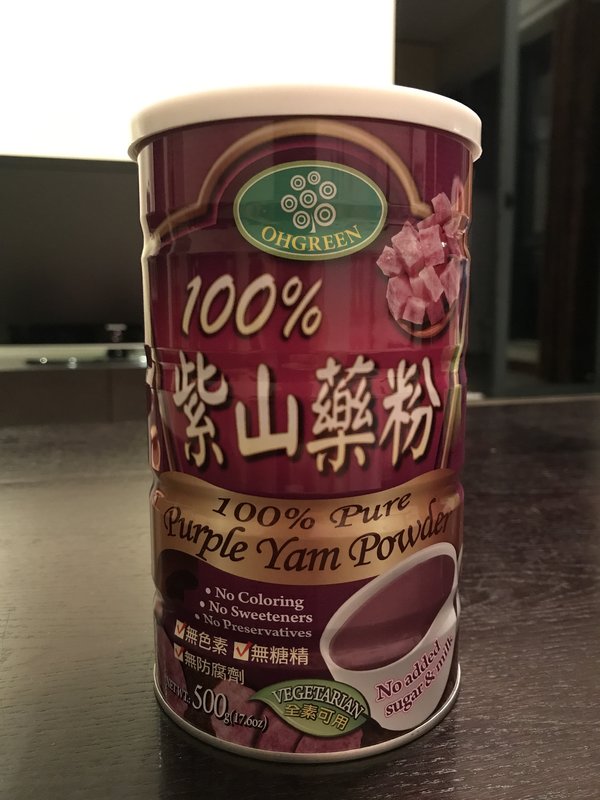 OHGREEN
100%
紫山藥粉
100% Pure
Purple Yam Powder
• No Coloring
• No Sweeteners
• No Preservatives
無色素 無糖精
無防腐劑
No added
sugar & milk
NET WT: 500g(17.6oz)
VEGETARIAN
全素可用